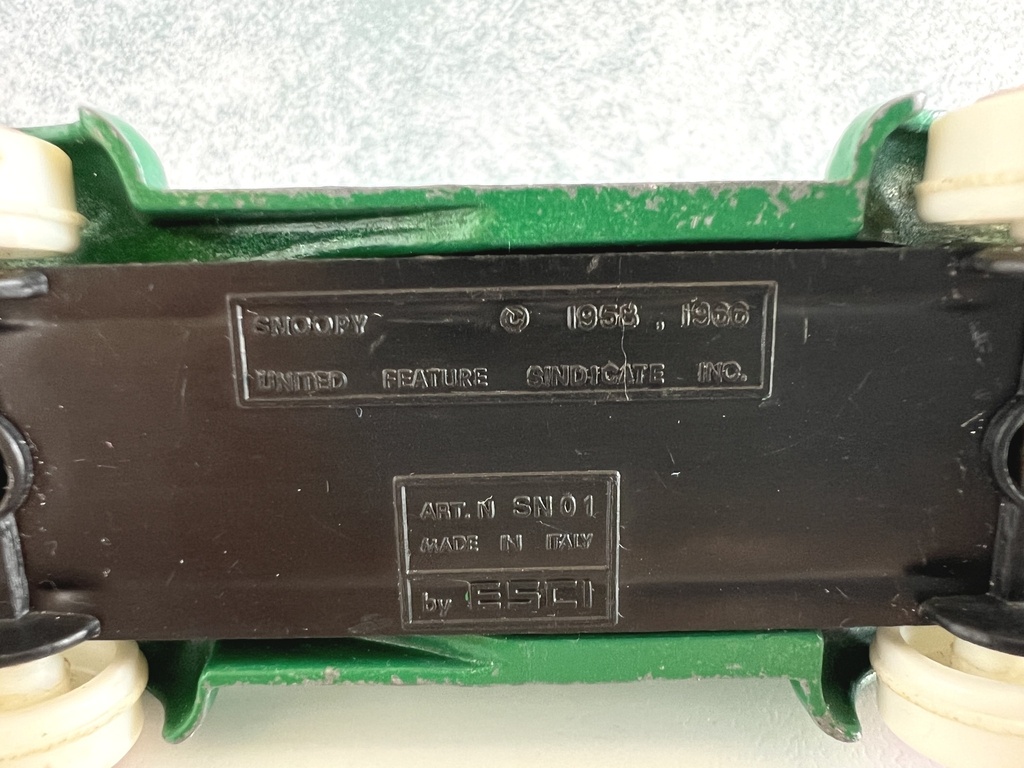 SNOOPY © 1958, 1966
UNITED FEATURE SINDICATE INC.
ART. N SN 01
MADE IN ITALY
by ESCI